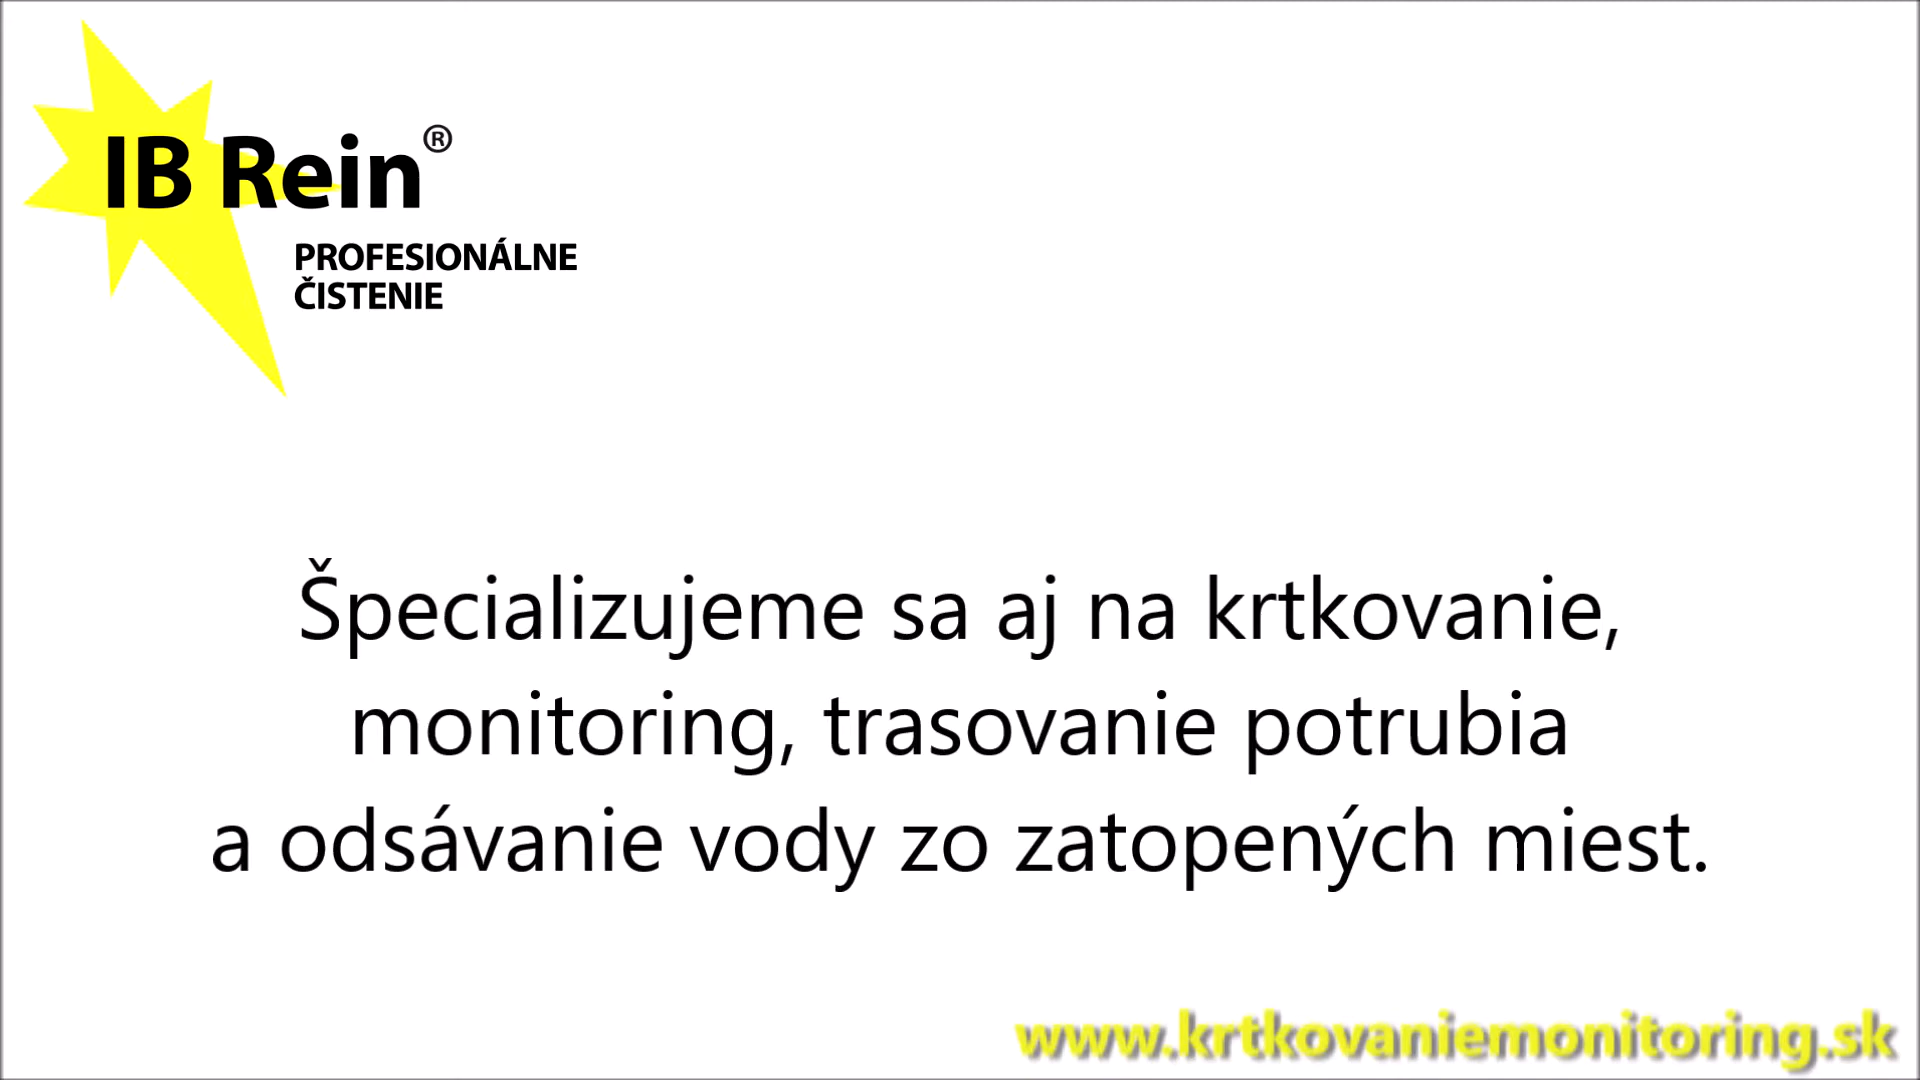 IB Rein®
PROFESIONÁLNE
ČISTENIE
Špecializujeme sa aj na krtkovanie,
monitoring, trasovanie potrubia
a odsávanie vody zo zatopených miest.
www.krtkovaniemonitoring.sk